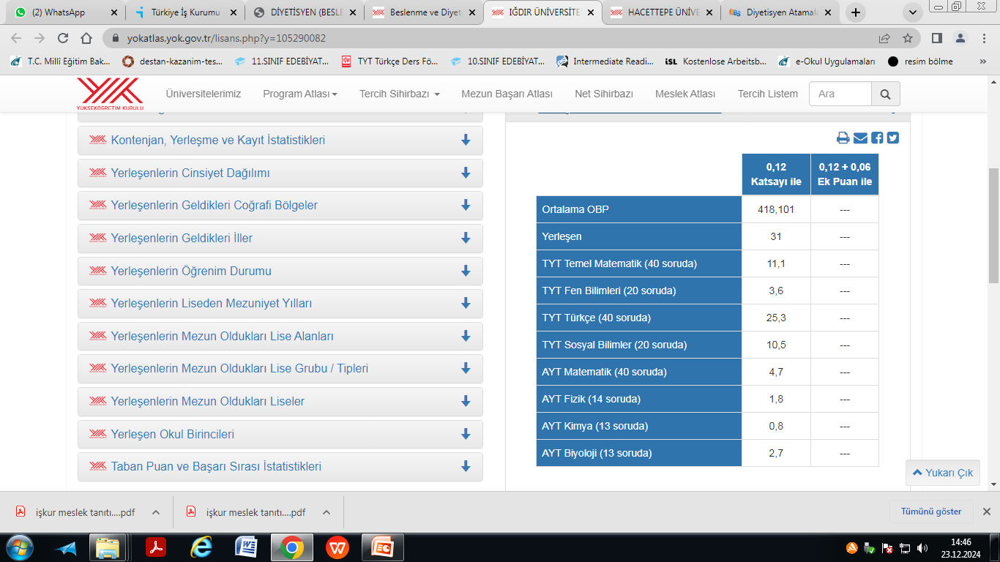 (2) WhatsApp
Türkiye İş Kurumu
DİYETİSYEN (BESLE
Beslenme ve Diyet
IĞDIR ÜNİVERSİTE
HACETTEPE ÜNİVE
Diyetisyen Atamala
yokatlas.yok.gov.tr/lisans.php?y=105290082
T.C. Millî Eğitim Bak...
destan-kazanim-tes...
11.SINIF EDEBİYAT...
TYT Türkçe Ders Fö...
10.SINIF EDEBİYAT...
Intermediate Readi...
iSL Kostenlose Arbeitsb...
e-Okul Uygulamaları
resim bölme
»
YÜKSEKÖĞRETİM KURULU
Üniversitelerimiz
Program Atlası
Tercih Sihirbazı
Mezun Başarı Atlası
Net Sihirbazı
Meslek Atlası
Tercih Listem
Ara
Kontenjan, Yerleşme ve Kayıt İstatistikleri
Yerleşenlerin Cinsiyet Dağılımı
Yerleşenlerin Geldikleri Coğrafi Bölgeler
Yerleşenlerin Geldikleri İller
Yerleşenlerin Öğrenim Durumu
Yerleşenlerin Liseden Mezuniyet Yılları
Yerleşenlerin Mezun Oldukları Lise Alanları
Yerleşenlerin Mezun Oldukları Lise Grubu / Tipleri
Yerleşenlerin Mezun Oldukları Liseler
Yerleşen Okul Birincileri
Taban Puan ve Başarı Sırası İstatistikleri
0,12 Katsayı ile
0,12 + 0,06 Ek Puan ile
Ortalama OBP 418,101 ---
Yerleşen 31 ---
TYT Temel Matematik (40 soruda) 11,1 ---
TYT Fen Bilimleri (20 soruda) 3,6 ---
TYT Türkçe (40 soruda) 25,3 ---
TYT Sosyal Bilimler (20 soruda) 10,5 ---
AYT Matematik (40 soruda) 4,7 ---
AYT Fizik (14 soruda) 1,8 ---
AYT Kimya (13 soruda) 0,8 ---
AYT Biyoloji (13 soruda) 2,7 ---
Yukarı Çık
işkur meslek tanıtı....pdf
işkur meslek tanıtı....pdf
Tümünü göster
14:46
23.12.2024